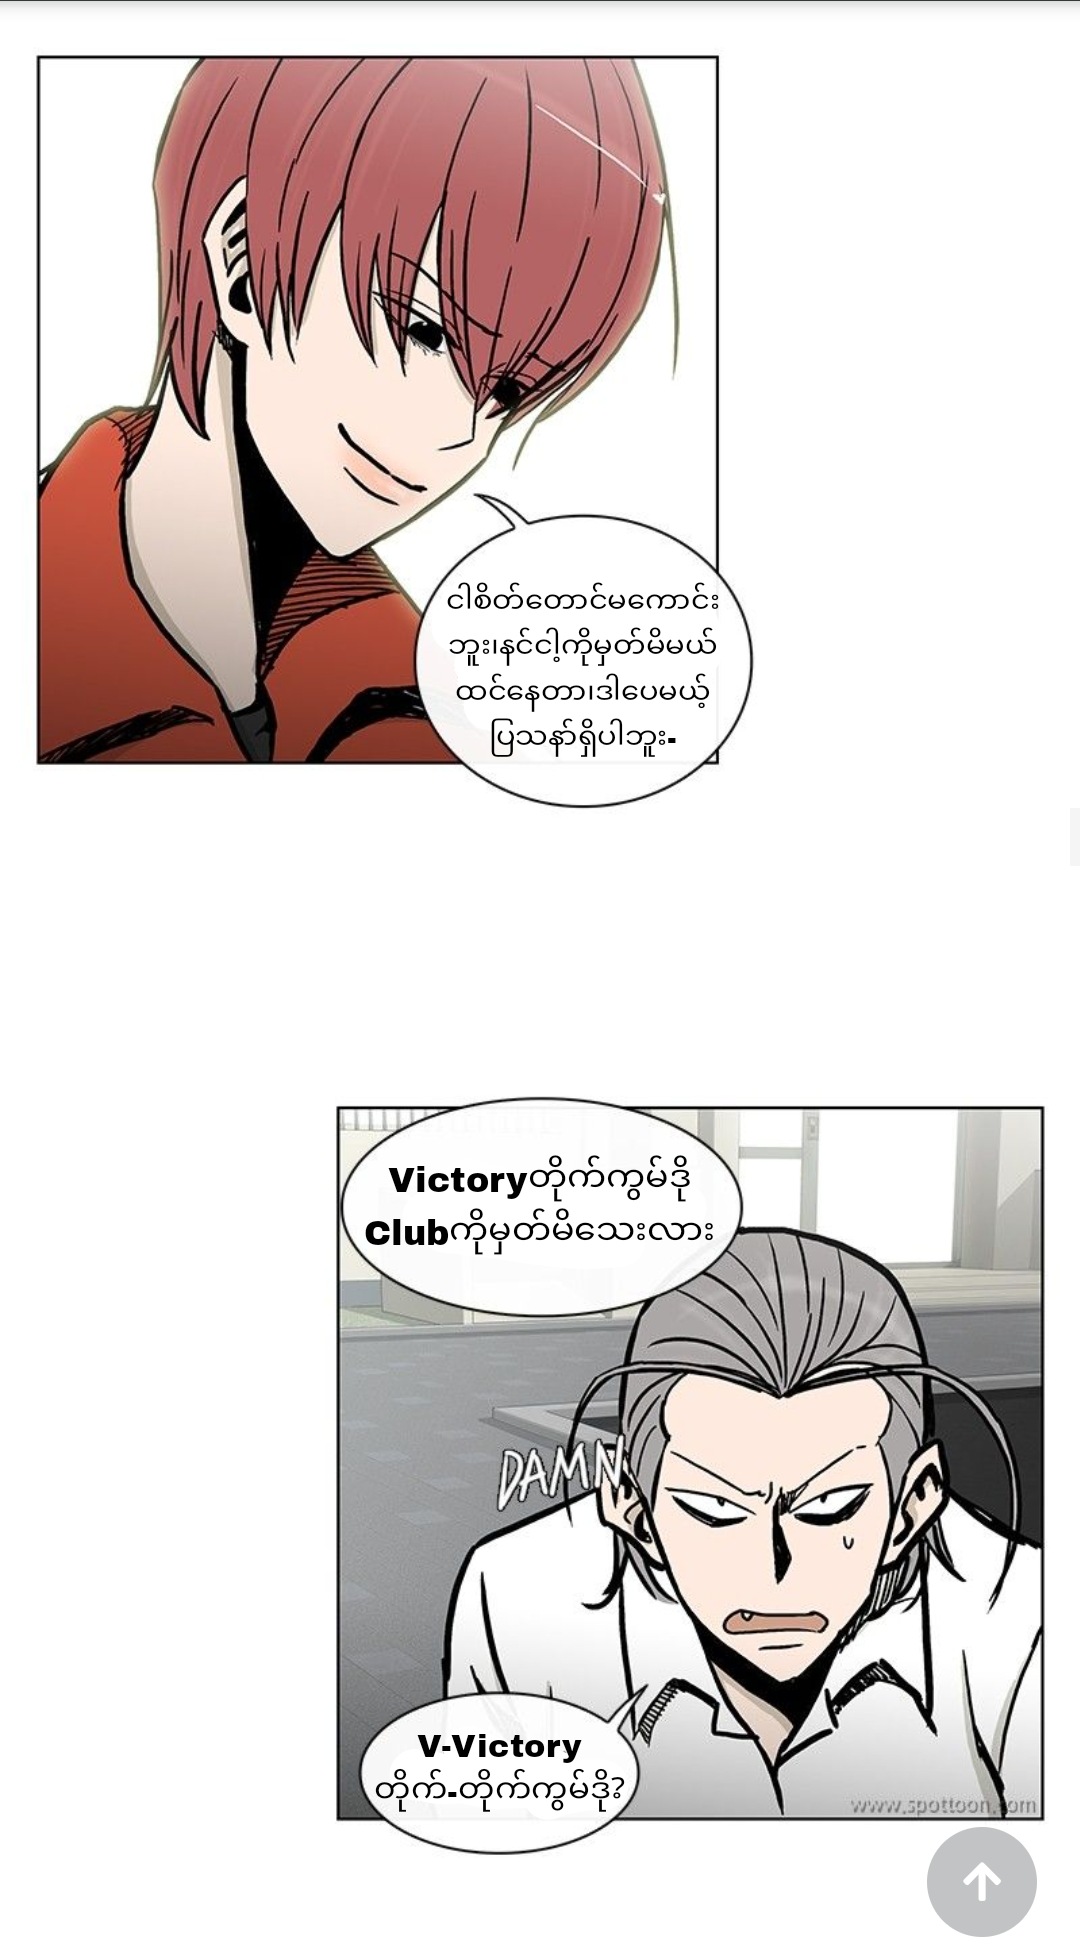 ငါစိတ်တောင်မကောင်း
ဘူး၊နင်ငါ့ကိုမှတ်မိမယ်
ထင်နေတာ၊ဒါပေမယ့်
ပြသနာ်ရှိပါဘူး-
Victoryတိုက်ကွမ်ဒို
Clubကိုမှတ်မိသေးလား
DAMN
V-Victory
တိုက်-တိုက်ကွမ်ဒို?
www.spottoon.com